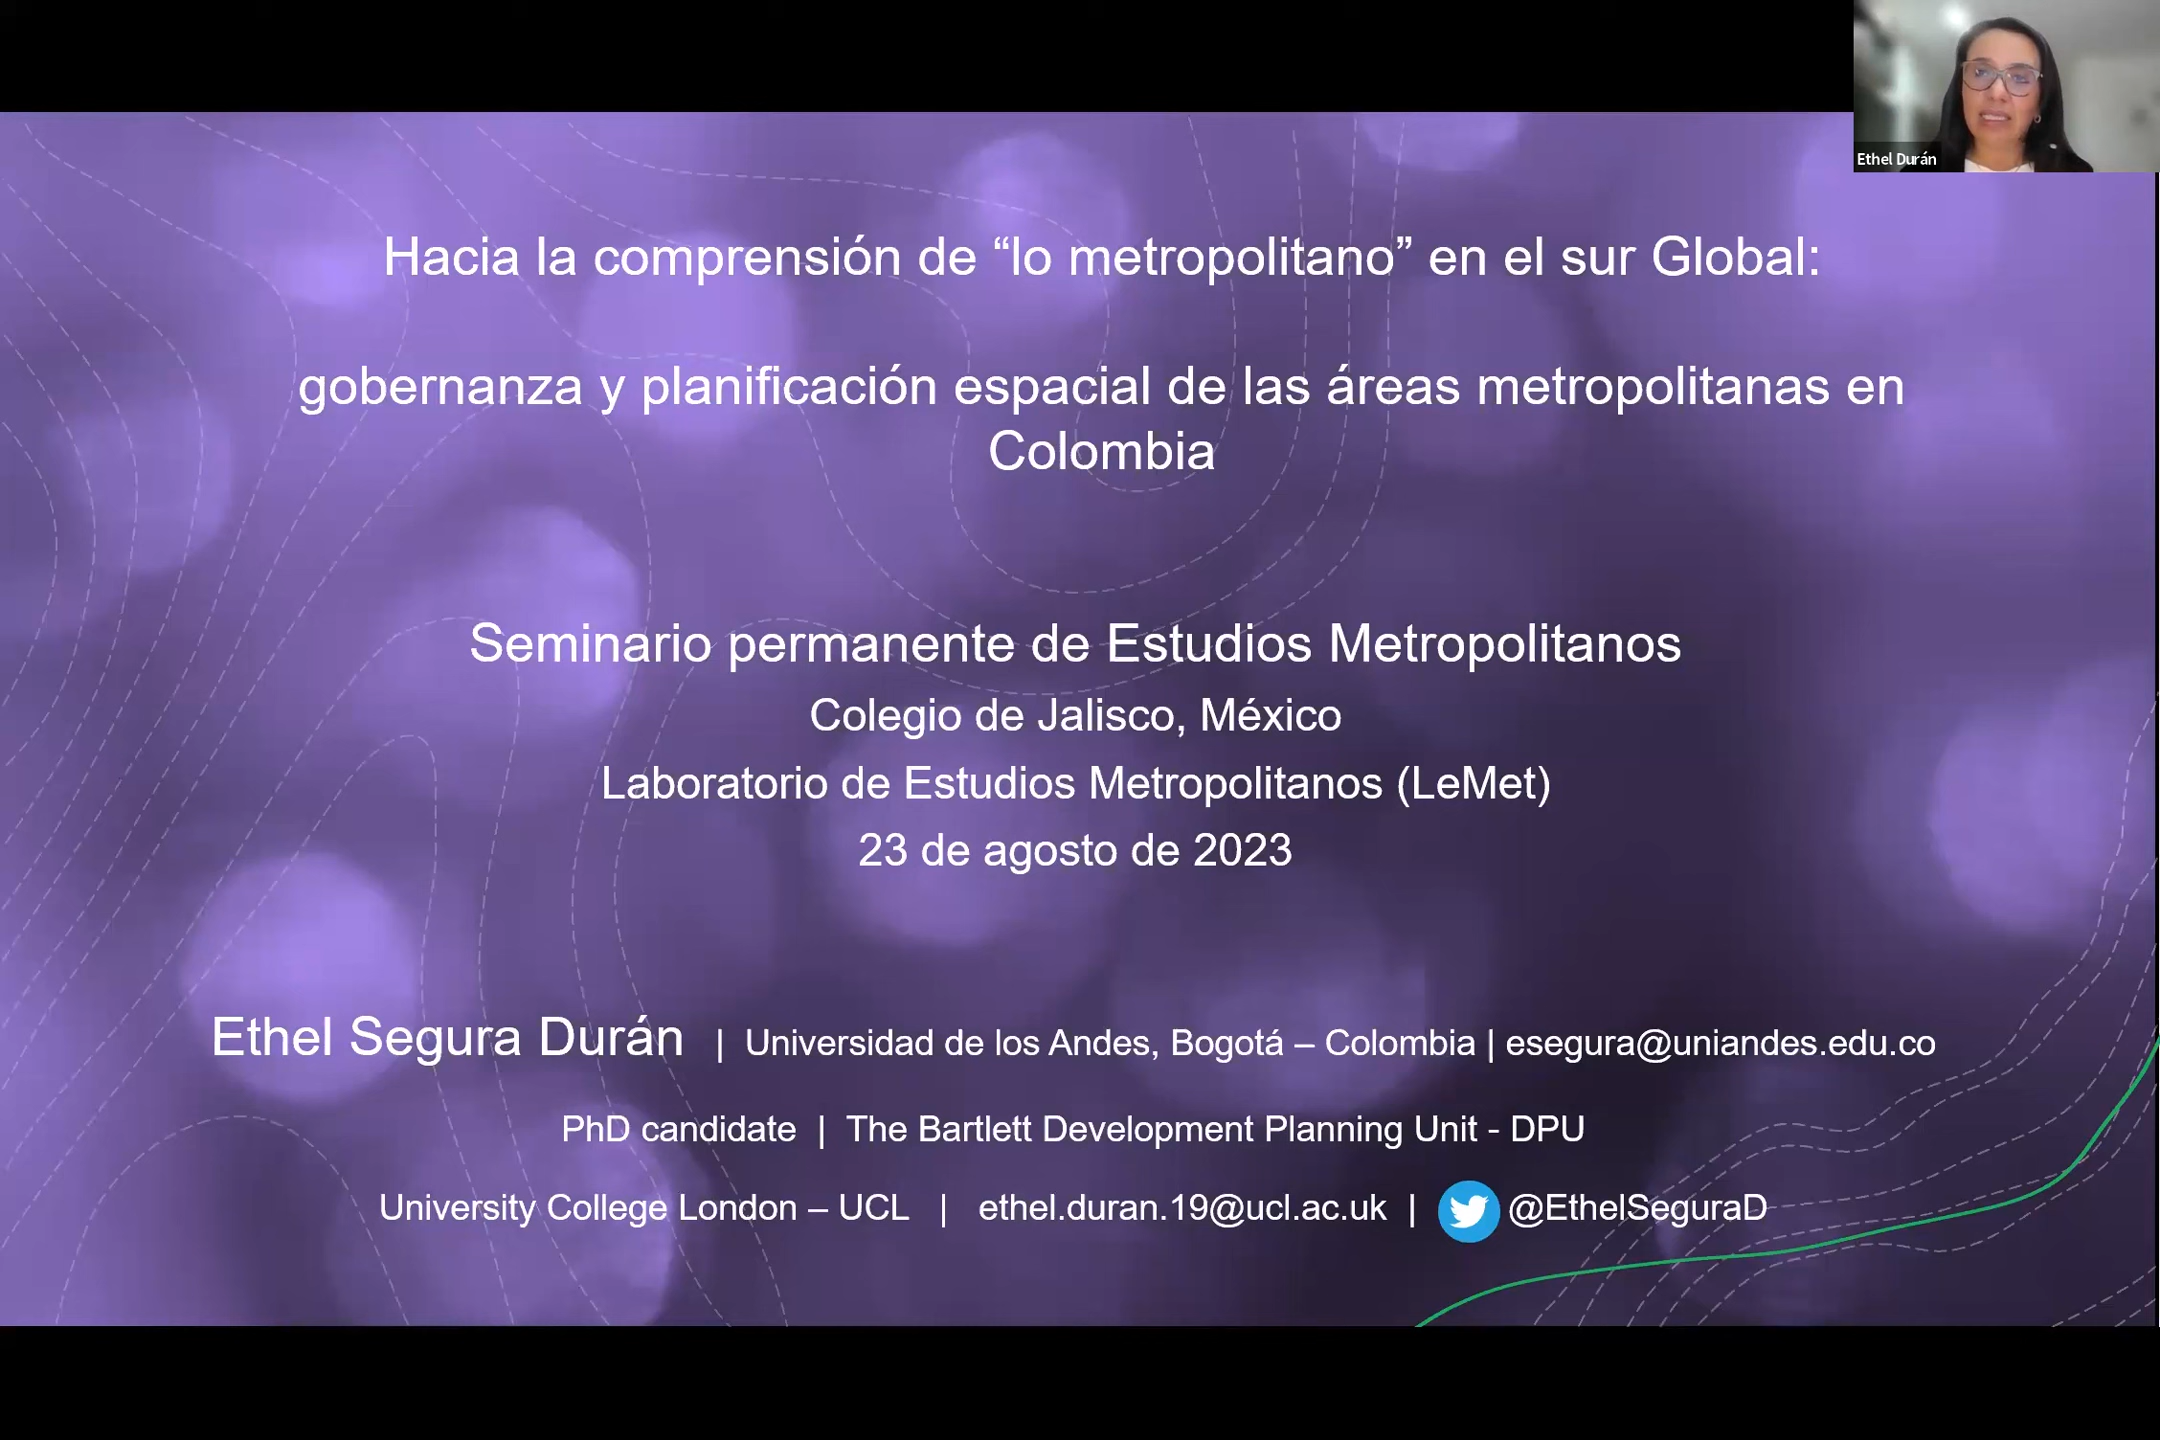 Ethel Durán
Hacia la comprensión de “lo metropolitano” en el sur Global:
gobernanza y planificación espacial de las áreas metropolitanas en
Colombia
Seminario permanente de Estudios Metropolitanos
Colegio de Jalisco, México
Laboratorio de Estudios Metropolitanos (LeMet)
23 de agosto de 2023
Ethel Segura Durán | Universidad de los Andes, Bogotá – Colombia | esegura@uniandes.edu.co
PhD candidate | The Bartlett Development Planning Unit - DPU
University College London – UCL | ethel.duran.19@ucl.ac.uk | @EthelSeguraD